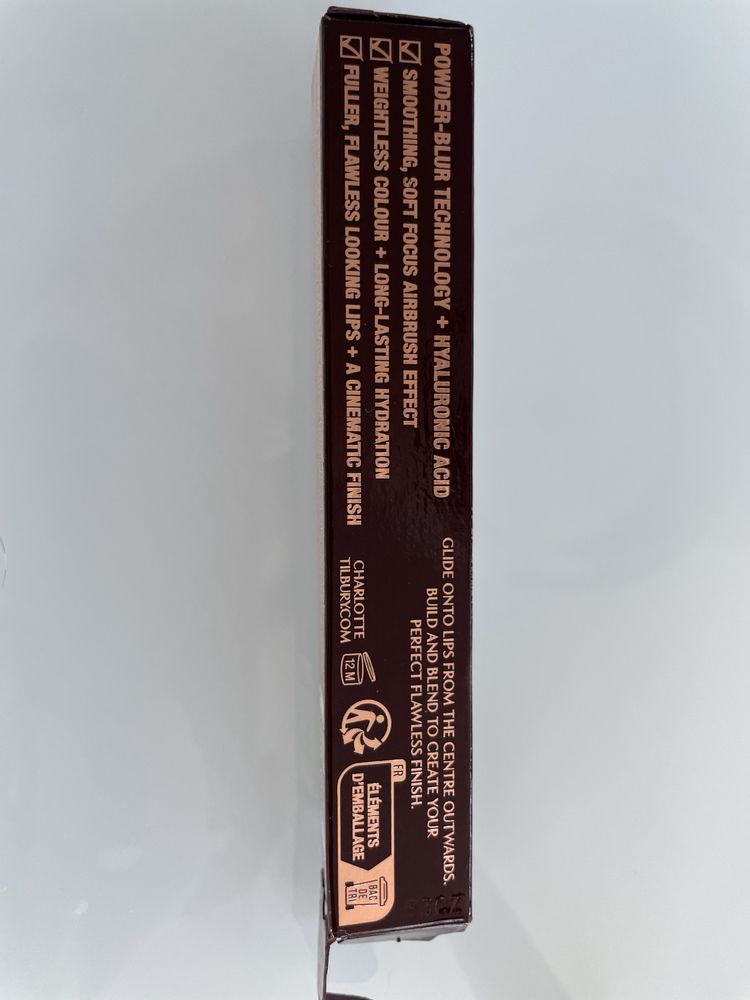 POWDER-BLUR TECHNOLOGY + HYALURONIC ACID
SMOOTHING, SOFT FOCUS AIRBRUSH EFFECT
WEIGHTLESS COLOUR + LONG-LASTING HYDRATION
FULLER, FLAWLESS LOOKING LIPS + A CINEMATIC FINISH
GLIDE ONTO LIPS FROM THE CENTRE OUTWARDS.
BUILD AND BLEND TO CREATE YOUR
PERFECT FLAWLESS FINISH.
CHARLOTTE
TILBURY.COM
12 M
FR
ÉLÉMENTS
D'EMBALLAGE
BAC
DE
TRI